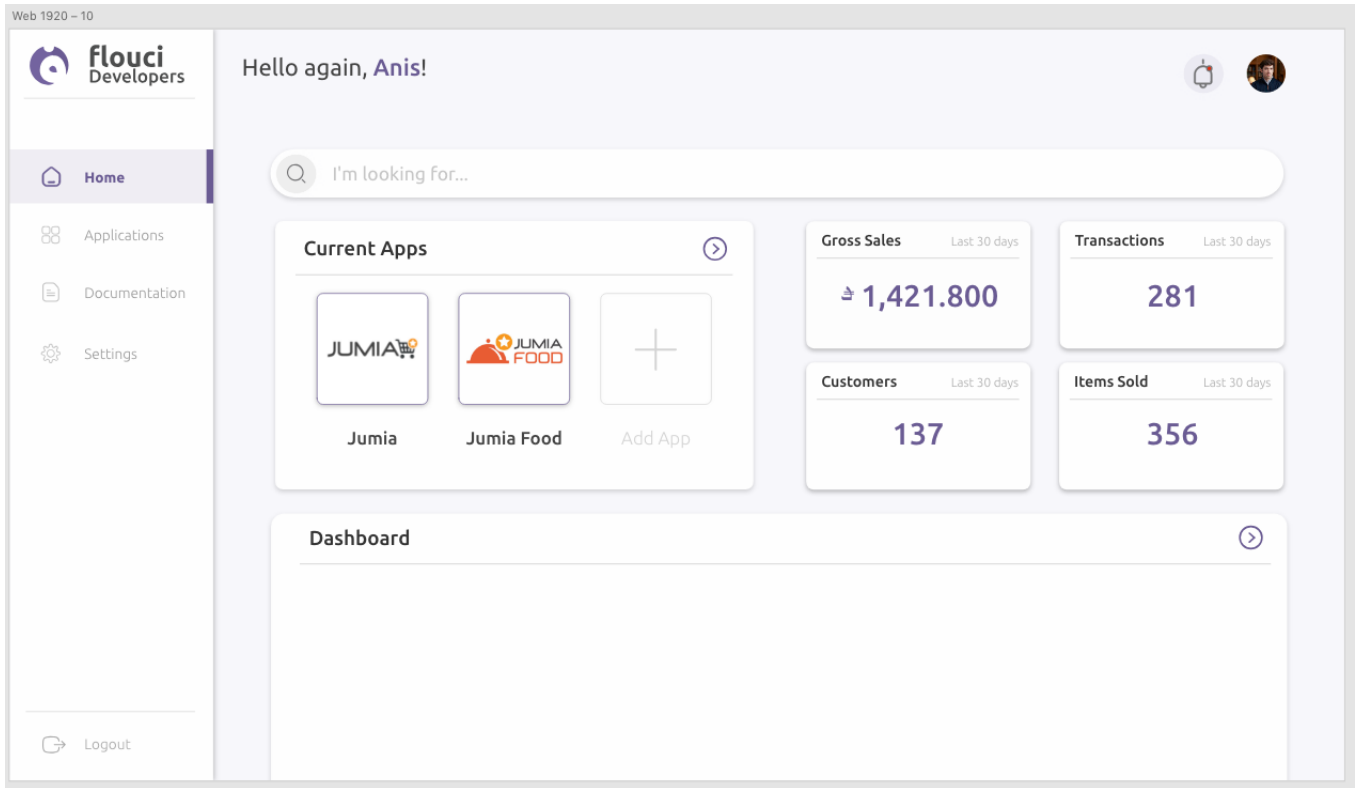 Web 1920 – 10
flouci
Developers
Hello again, Anis!
Home
Applications
Documentation
Settings
Logout
I'm looking for...
Current Apps
JUMIA
JUMIA
FOOD
Jumia
Jumia Food
Add App
Gross Sales Last 30 days
1,421.800
Transactions Last 30 days
281
Customers Last 30 days
137
Items Sold Last 30 days
356
Dashboard